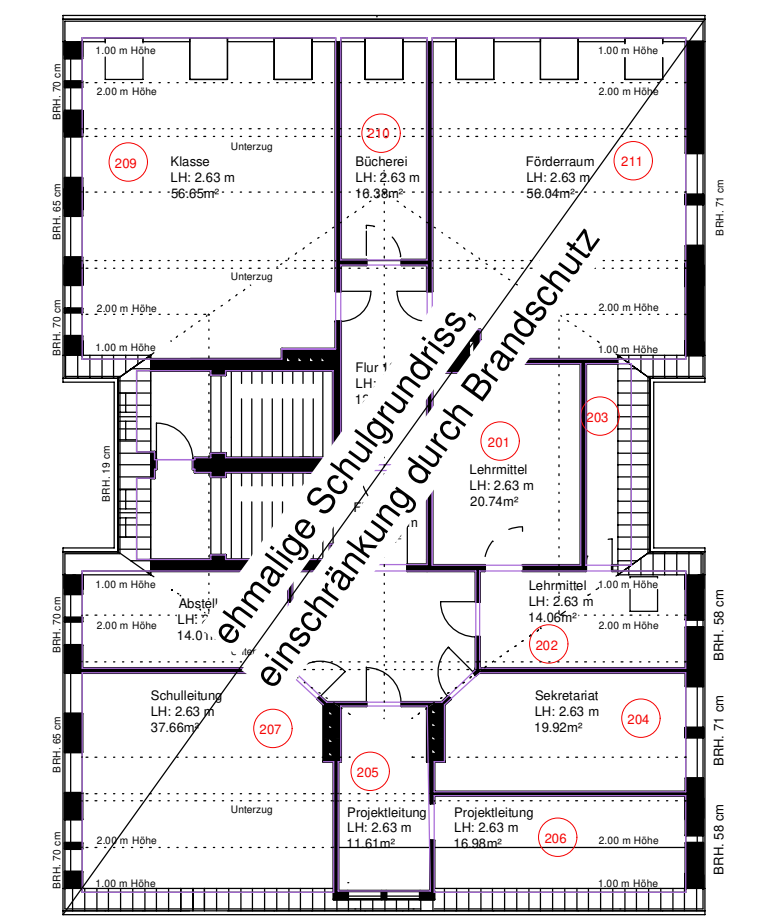 1.00 m Höhe
1.00 m Höhe
BRH. 70 cm
2.00 m Höhe
2.00 m Höhe
210
Unterzug
209
Klasse
LH: 2.63 m
56.65m²
Bücherei
LH: 2.63 m
16.38m²
Förderraum
LH: 2.63 m
56.04m²
211
BRH. 65 cm
BRH. 71 cm
Unterzug
2.00 m Höhe
2.00 m Höhe
BRH. 70 cm
1.00 m Höhe
1.00 m Höhe
Flur
LH:
ehmalige Schulgrundriss,
einschränkung durch Brandschutz
203
201
Lehrmittel
LH: 2.63 m
20.74m²
BRH. 19 cm
1.00 m Höhe
Lehrmittel
LH: 2.63 m
14.06m²
1.00 m Höhe
BRH. 70 cm
BRH. 58 cm
Abstell
LH:
2.00 m Höhe
2.00 m Höhe
202
Schulleitung
LH: 2.63 m
37.66m²
207
Sekretariat
LH: 2.63 m
19.92m²
204
BRH. 65 cm
BRH. 71 cm
205
Unterzug
Projektleitung
LH: 2.63 m
11.61m²
Projektleitung
LH: 2.63 m
16.98m²
206
2.00 m Höhe
2.00 m Höhe
BRH. 70 cm
BRH. 58 cm
1.00 m Höhe
1.00 m Höhe